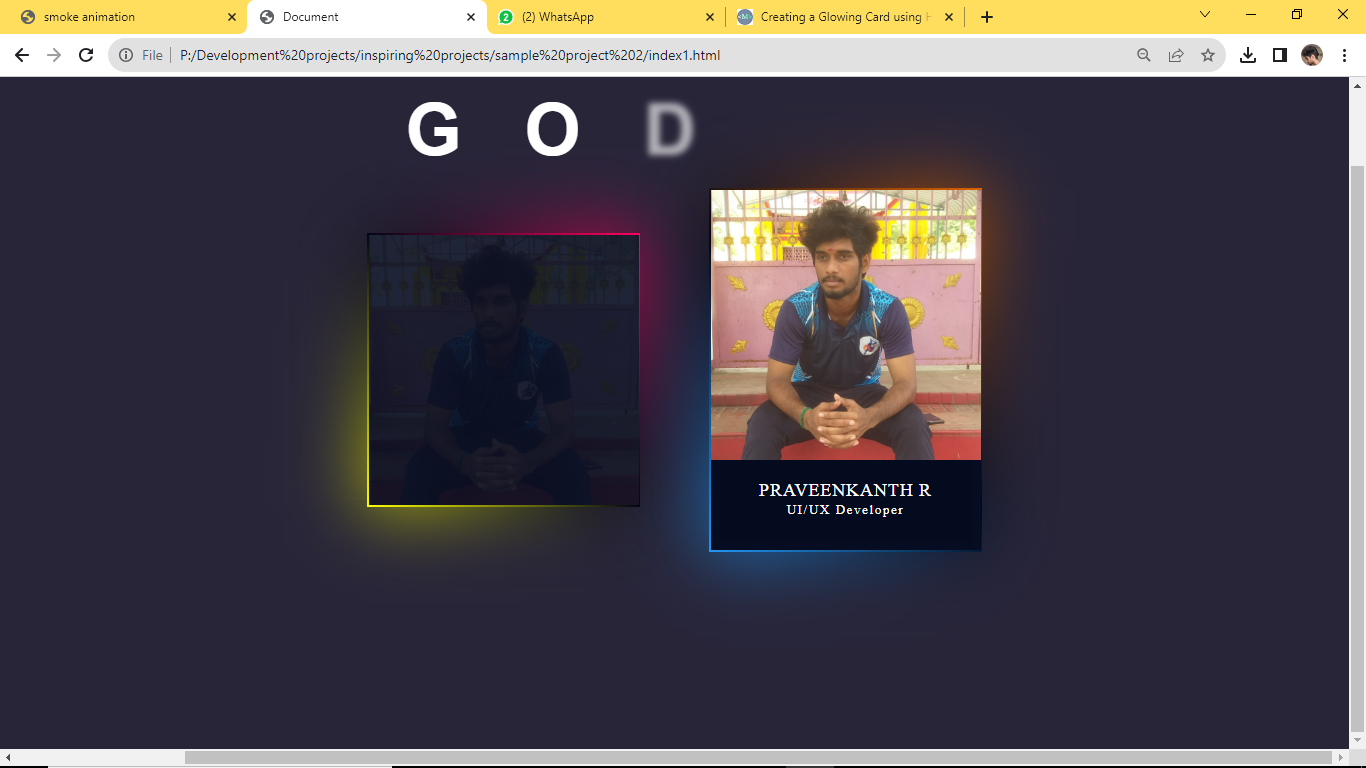 smoke animation
Document
(2) WhatsApp
Creating a Glowing Card using H
File
P:/Development%20projects/inspiring%20projects/sample%20project%202/index1.html
G O D
PRAVEENKANTH R
UI/UX Developer